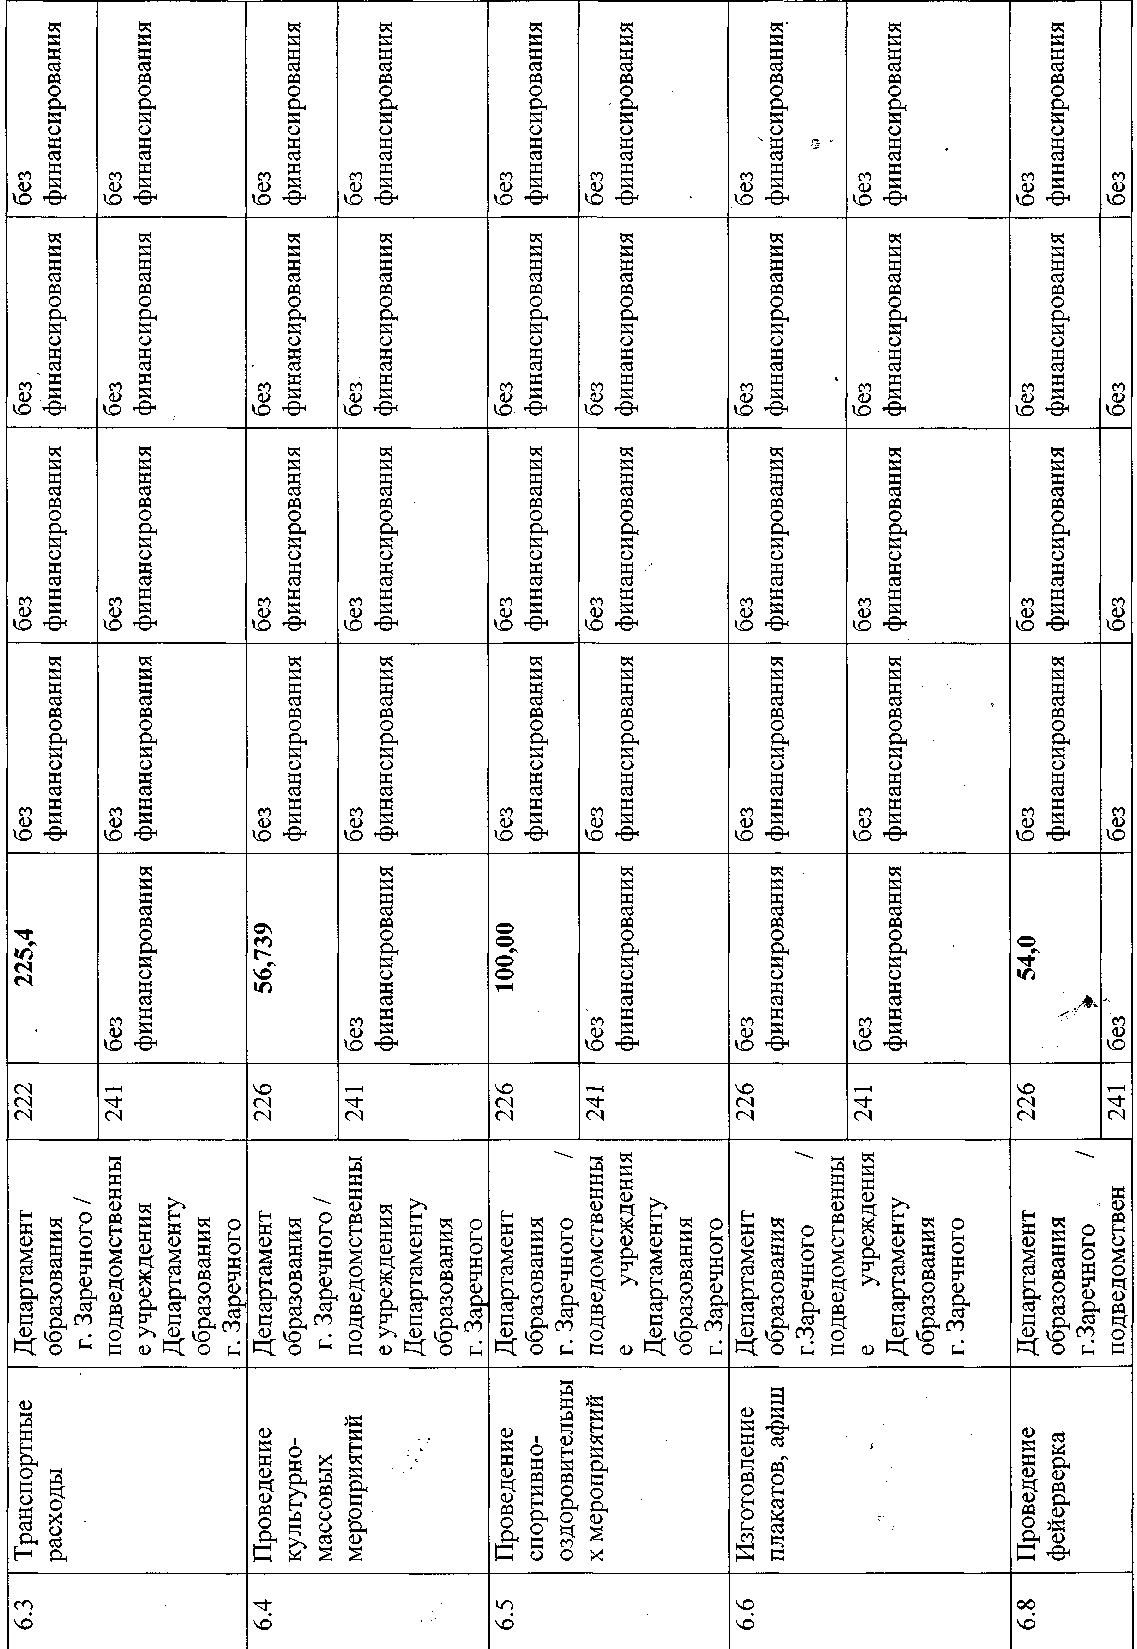 6.3
Транспортные
расходы
Департамент
образования
г. Заречного /
подведомственны
е учреждения
Департаменту
образования
г. Заречного
222
225,4
без
финансирования
без
финансирования
без
финансирования
без
финансирования
241
без
финансирования
без
финансирования
без
финансирования
без
финансирования
без
финансирования
6.4
Проведение
культурно-
массовых
мероприятий
Департамент
образования
г. Заречного /
подведомственны
е учреждения
Департаменту
образования
г. Заречного
226
56,739
без
финансирования
без
финансирования
без
финансирования
без
финансирования
241
без
финансирования
без
финансирования
без
финансирования
без
финансирования
без
финансирования
6.5
Проведение
спортивно-
оздоровительны
х мероприятий
Департамент
образования
г. Заречного /
подведомственны
е учреждения
Департаменту
образования
г. Заречного
226
100,00
без
финансирования
без
финансирования
без
финансирования
без
финансирования
241
без
финансирования
без
финансирования
без
финансирования
без
финансирования
без
финансирования
6.6
Изготовление
плакатов, афиш
Департамент
образования
г.Заречного /
подведомственны
е учреждения
Департаменту
образования
г. Заречного
226
без
финансирования
без
финансирования
без
финансирования
без
финансирования
без
финансирования
241
без
финансирования
без
финансирования
без
финансирования
без
финансирования
без
финансирования
6.8
Проведение
фейерверка
Департамент
образования
г.Заречного /
подведомствен
226
54,0
без
финансирования
без
финансирования
без
финансирования
без
финансирования
241
без
без
без
без
без